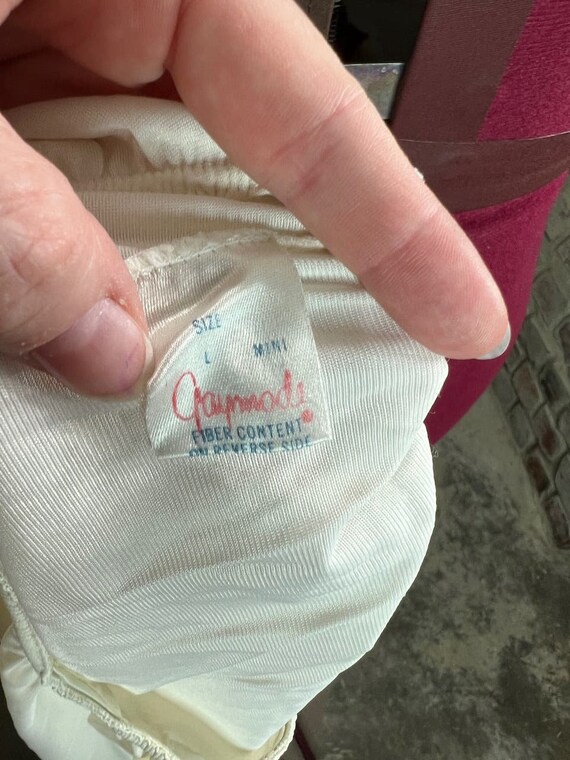 SIZE
L MINI
Gaymode®
FIBER CONTENT
ON REVERSE SIDE